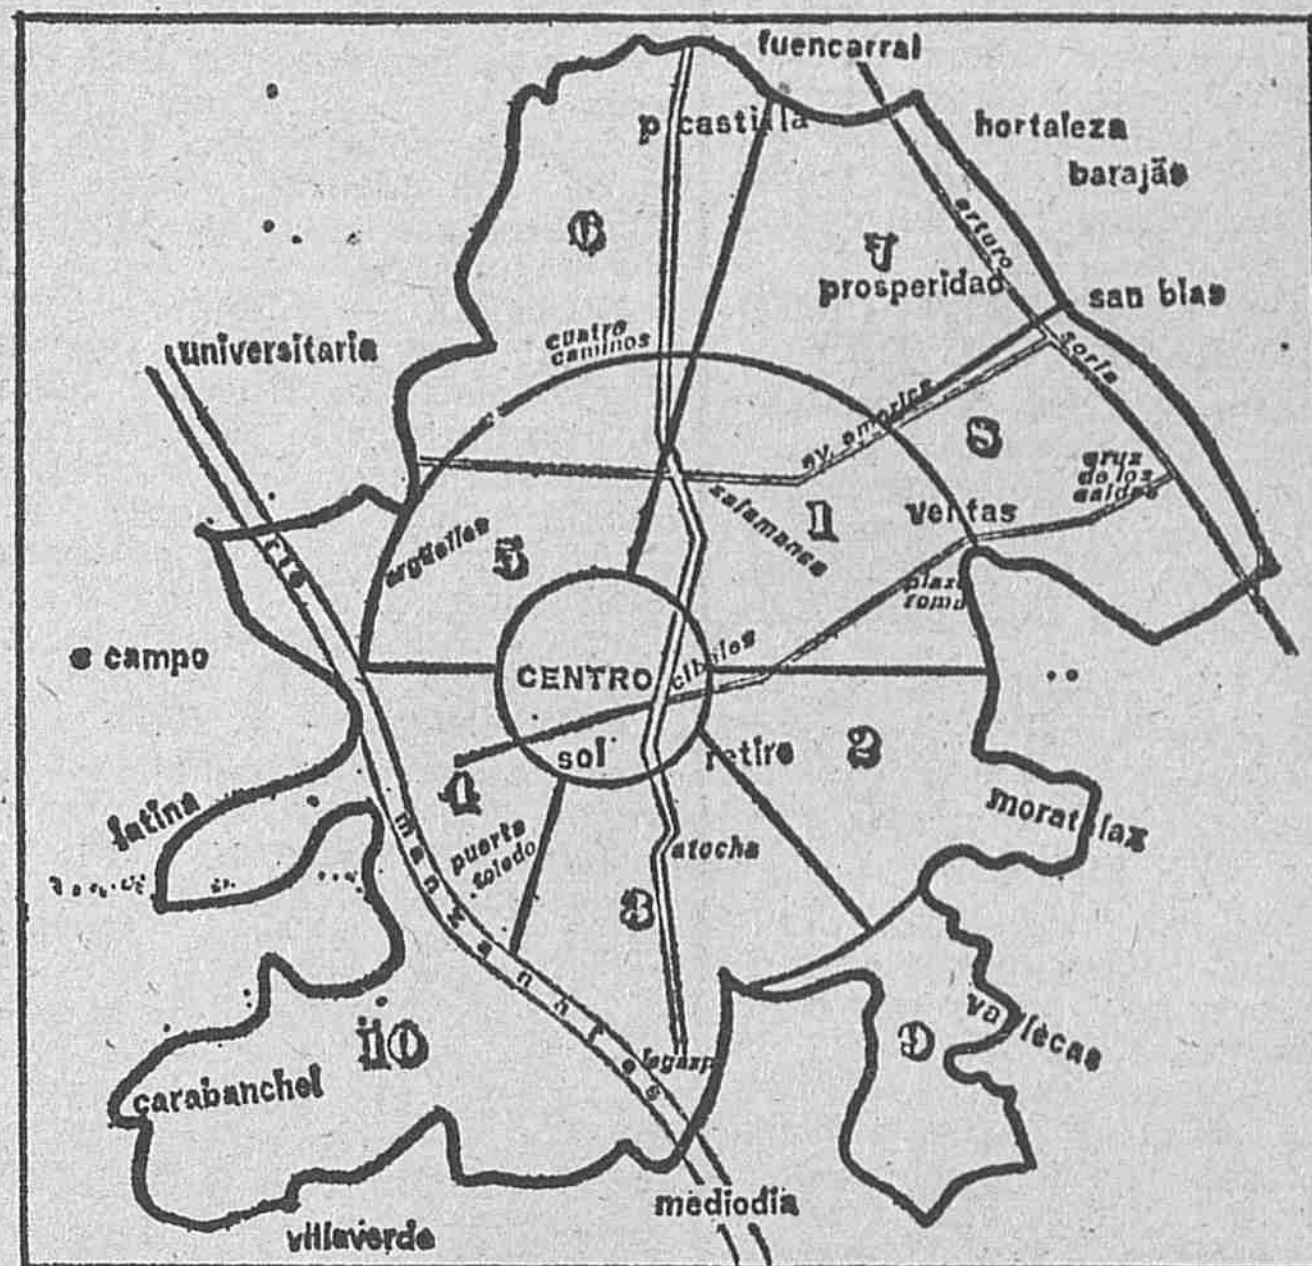 fuencarral
p castilla
hortaleza
barajas
6
7
arturo
prosperidad
san blas
soria
universitaria
cuatro
caminos
av. america
8
cruz
de los
caidos
salamanca
1
ventas
arguelles
5
rio
plaza
roma
e campo
CENTRO
cibeles
sol
retiro
2
4
latina
moratalaz
puerta
toledo
atocha
manzanares
3
vallecas
9
10
legazp
carabanchel
mediodia
villaverde